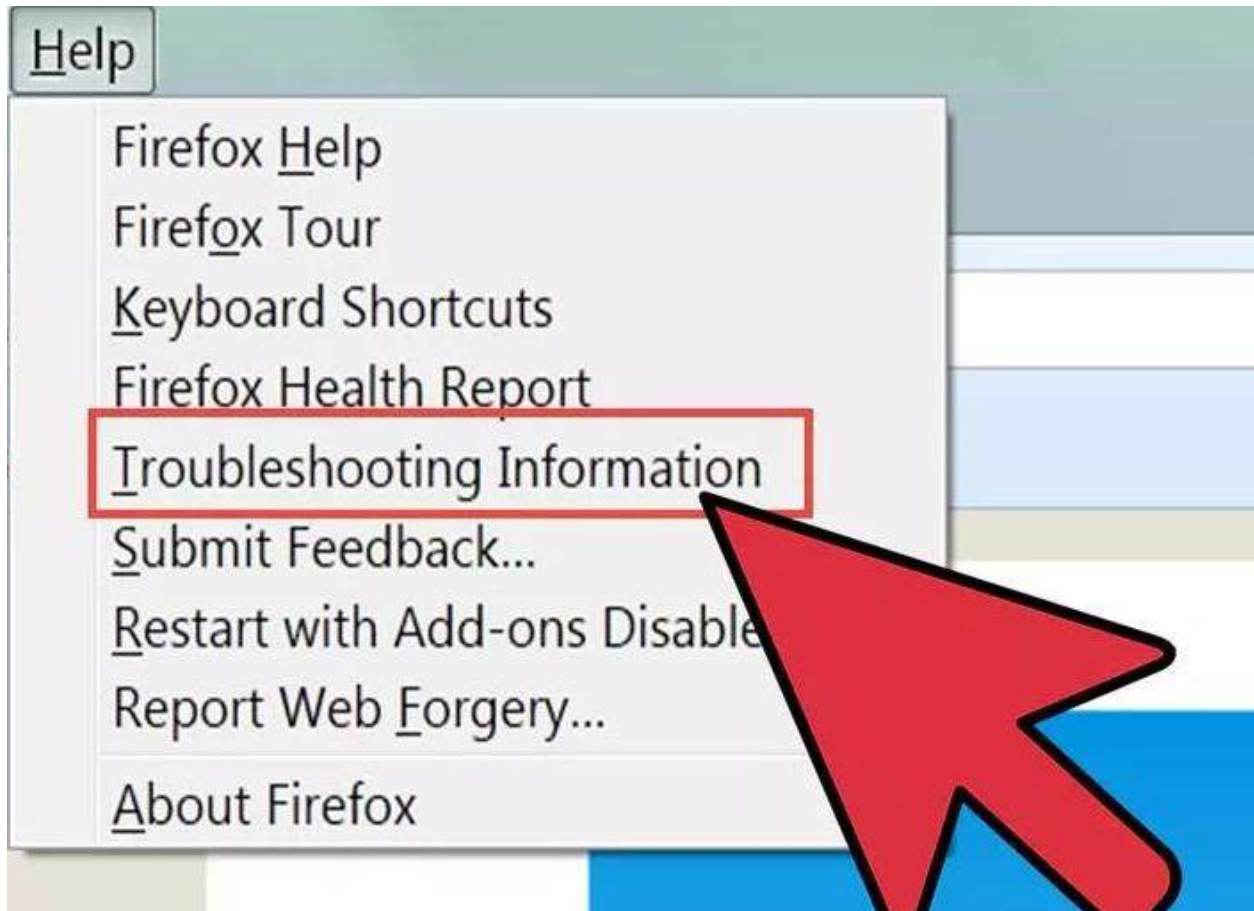 Help
Firefox Help
Firefox Tour
Keyboard Shortcuts
Firefox Health Report
Troubleshooting Information
Submit Feedback...
Restart with Add-ons
Report Web Forgery...
About Firefox